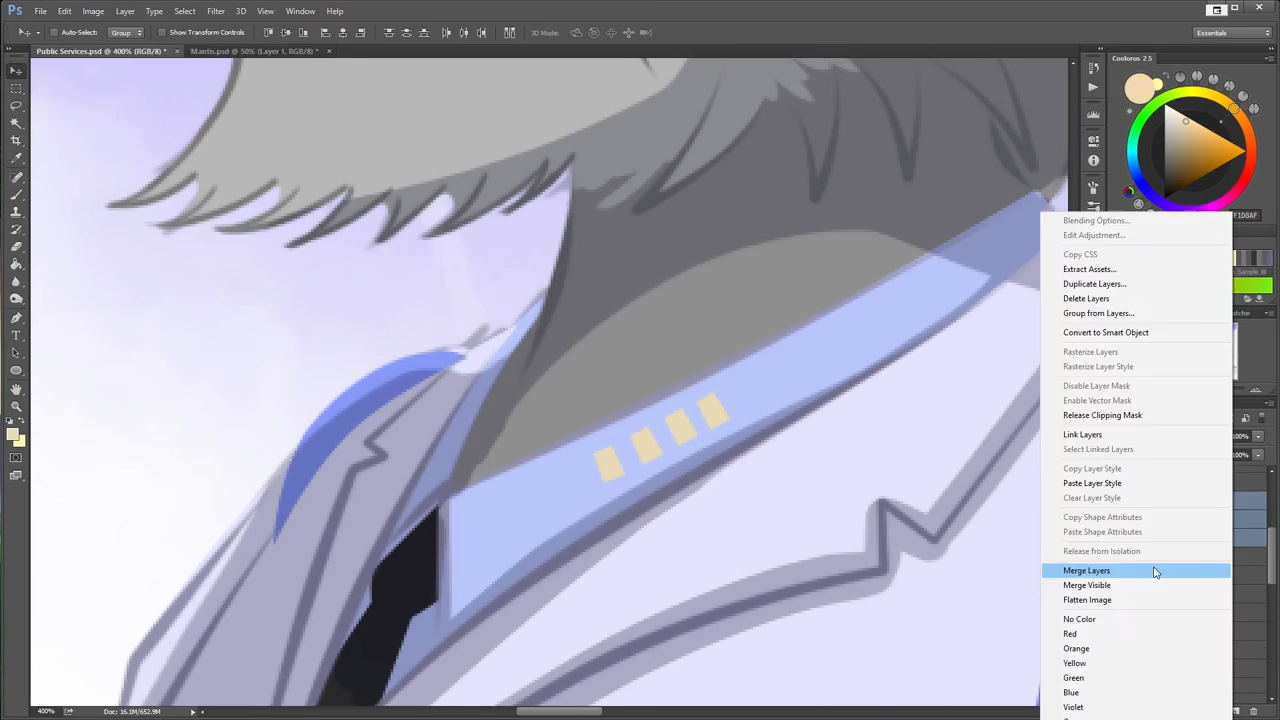 Ps File Edit Image Layer Type Select Filter 3D View Window Help
Auto-Select: Group Show Transform Controls 3D Mode: Essentials
Public Services.psd @ 400% (RGB/8) * × Mantis.psd @ 50% (Layer 1, RGB/8) * ×
Coolorus 2.5
F1D8AF
Blending Options...
Edit Adjustment...
Copy CSS
Extract Assets...
Duplicate Layers...
Delete Layers
Group from Layers...
Convert to Smart Object
Rasterize Layers
Rasterize Layer Style
Disable Layer Mask
Enable Vector Mask
Release Clipping Mask
Link Layers
Select Linked Layers
Copy Layer Style
Paste Layer Style
Clear Layer Style
Copy Shape Attributes
Paste Shape Attributes
Release from Isolation
Merge Layers
Merge Visible
Flatten Image
No Color
Red
Orange
Yellow
Green
Blue
Violet
Sample
100%
100%
400% Doc: 16.1M/652.9M